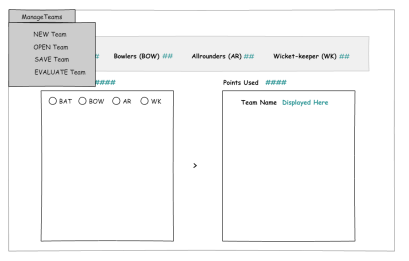 ManageTeams
NEW Team
OPEN Team
SAVE Team
EVALUATE Team
## Bowlers (BOW) ## Allrounders (AR) ## Wicket-keeper (WK) ##
#### Points Used ####
BAT BOW AR WK
Team Name Displayed Here
>